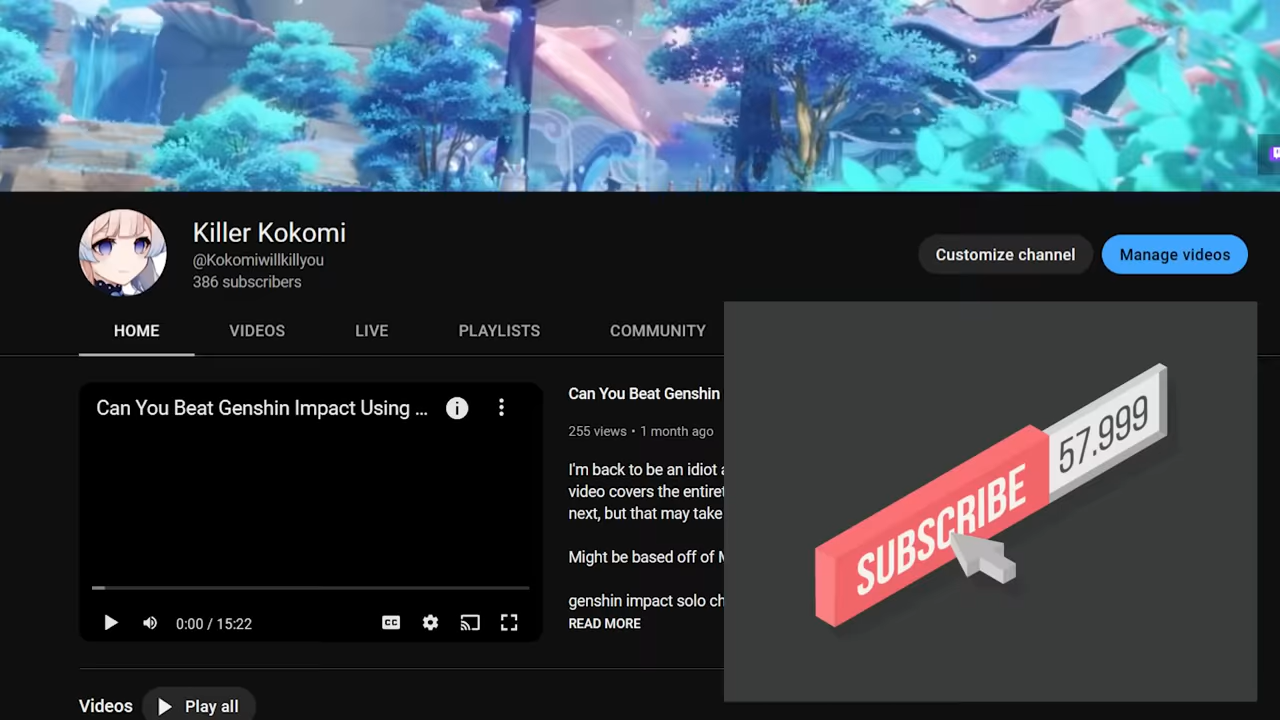 Killer Kokomi
@Kokomiwillkillyou
386 subscribers
Customize channel
Manage videos
HOME
VIDEOS
LIVE
PLAYLISTS
COMMUNITY
Can You Beat Genshin Impact Using ...
0:00 / 15:22
Can You Beat Genshin
255 views • 1 month ago
I'm back to be an idiot a
video covers the entiret
next, but that may take
Might be based off of M
genshin impact solo ch
READ MORE
SUBSCRIBE
57.999
Videos
Play all